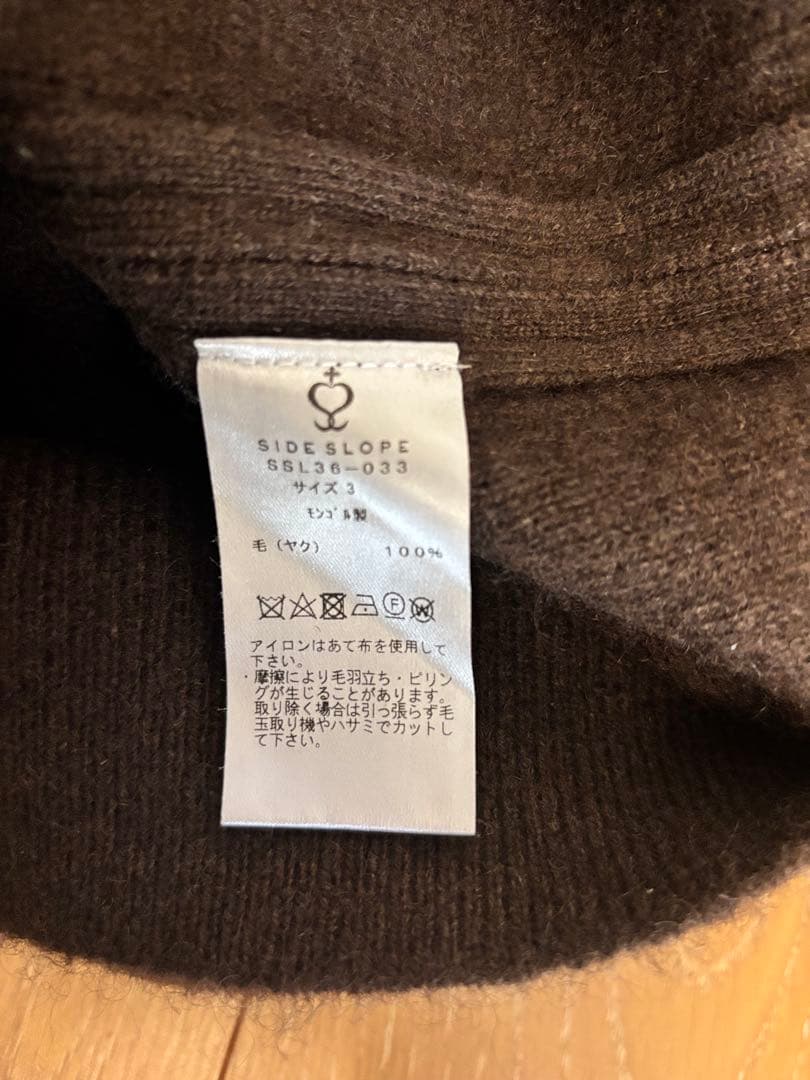 SIDE SLOPE
SSL36-033
サイズ 3
ﾓﾝｺﾞﾙ製
毛（ヤク） 100%
F W
アイロンはあて布を使用して
下さい。
・摩擦により毛羽立ち・ピリン
グが生じることがあります。
取り除く場合は引っ張らず毛
玉取り機やハサミでカットし
て下さい。